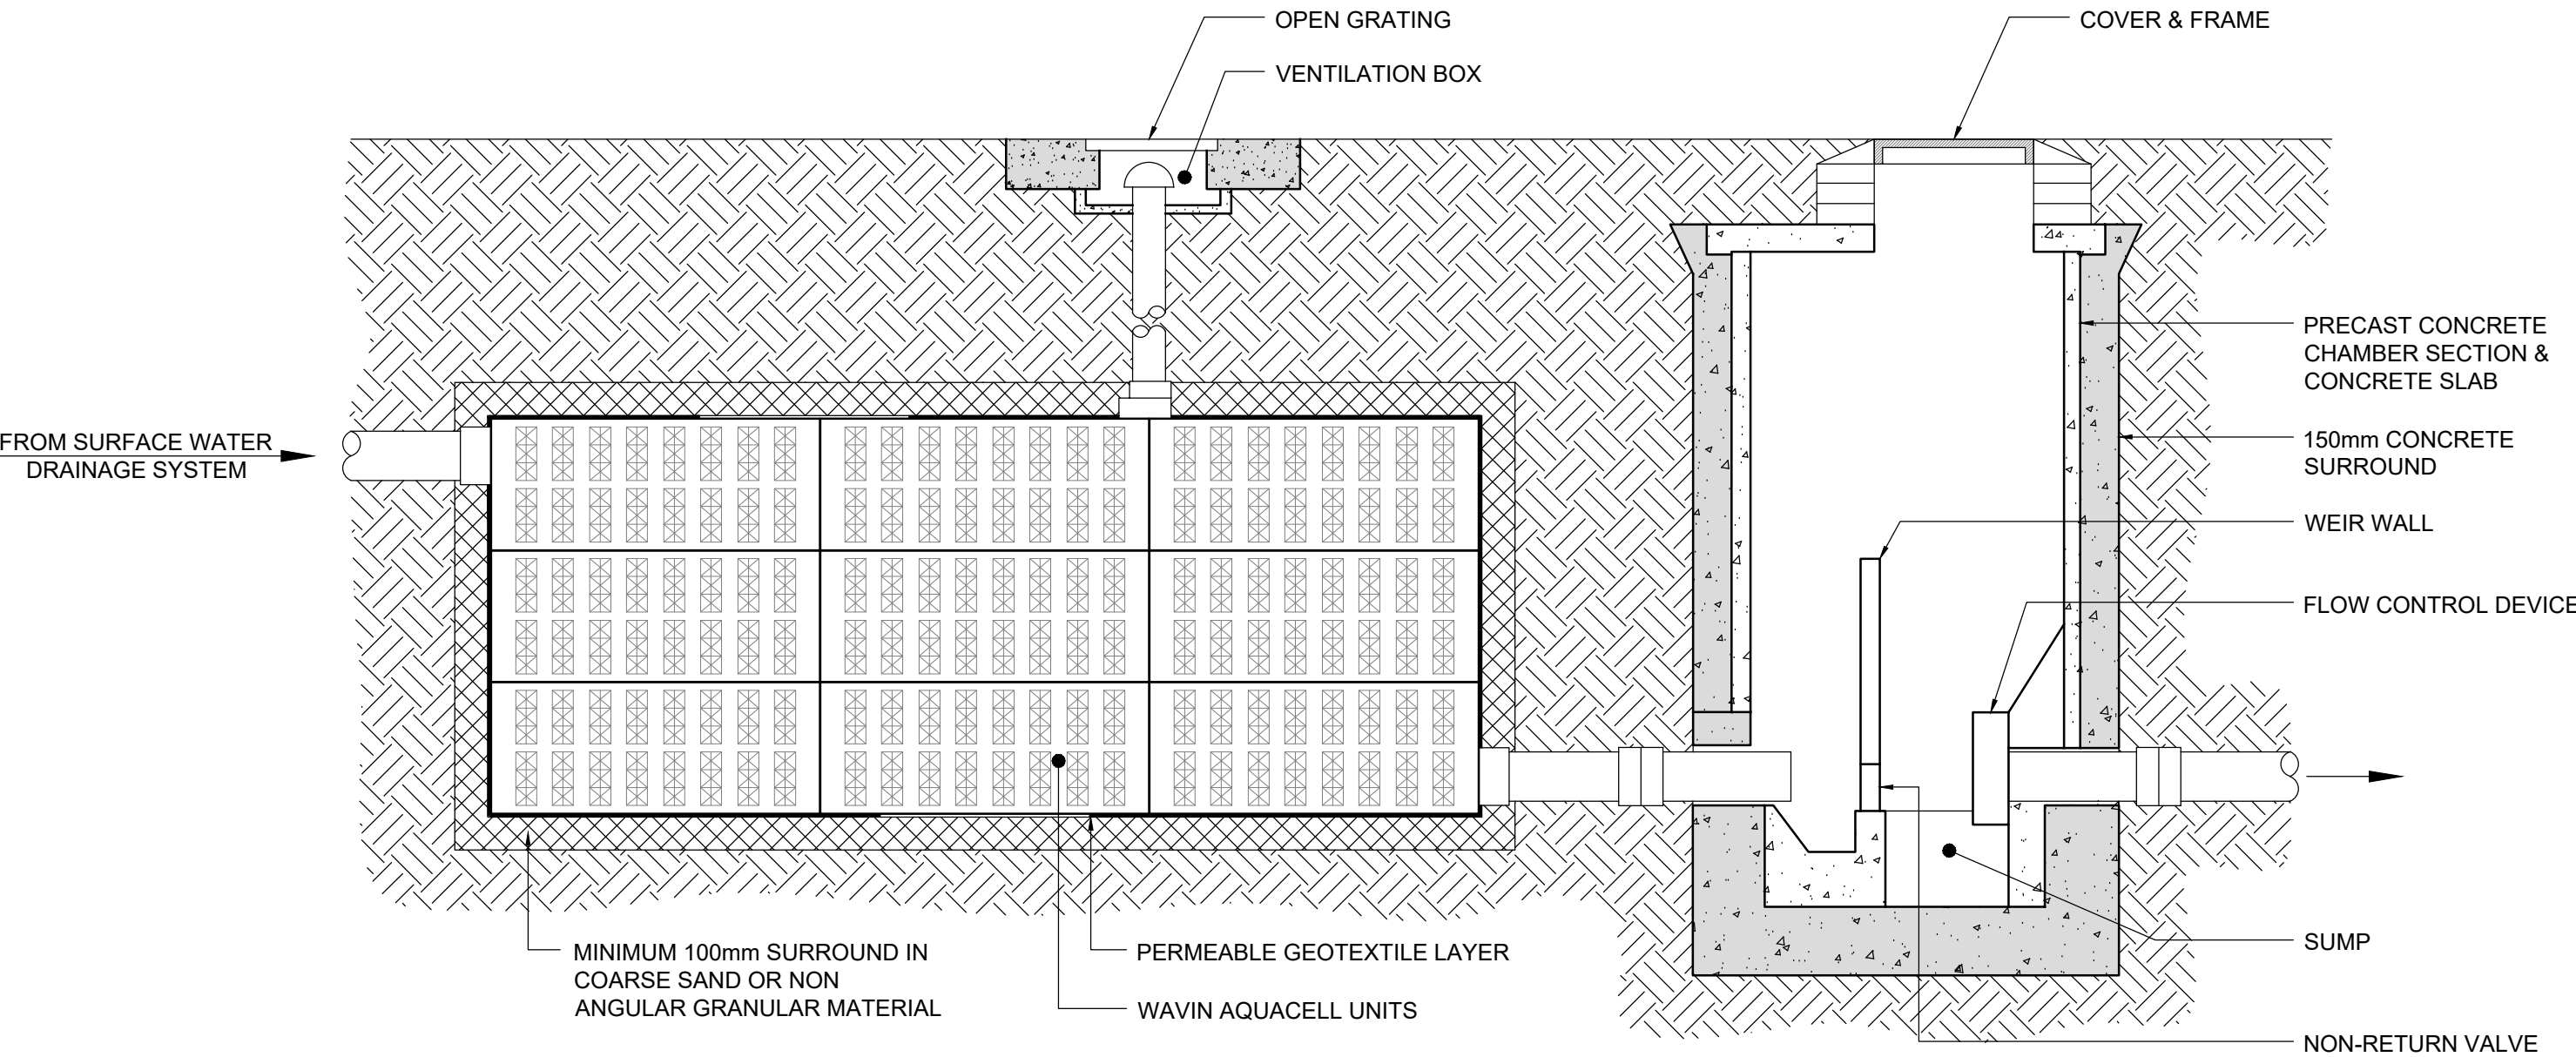 OPEN GRATING
COVER & FRAME
VENTILATION BOX
PRECAST CONCRETE
CHAMBER SECTION &
CONCRETE SLAB
FROM SURFACE WATER
DRAINAGE SYSTEM
150mm CONCRETE
SURROUND
WEIR WALL
FLOW CONTROL DEVICE
MINIMUM 100mm SURROUND IN
COARSE SAND OR NON
ANGULAR GRANULAR MATERIAL
PERMEABLE GEOTEXTILE LAYER
WAVIN AQUACELL UNITS
SUMP
NON-RETURN VALVE